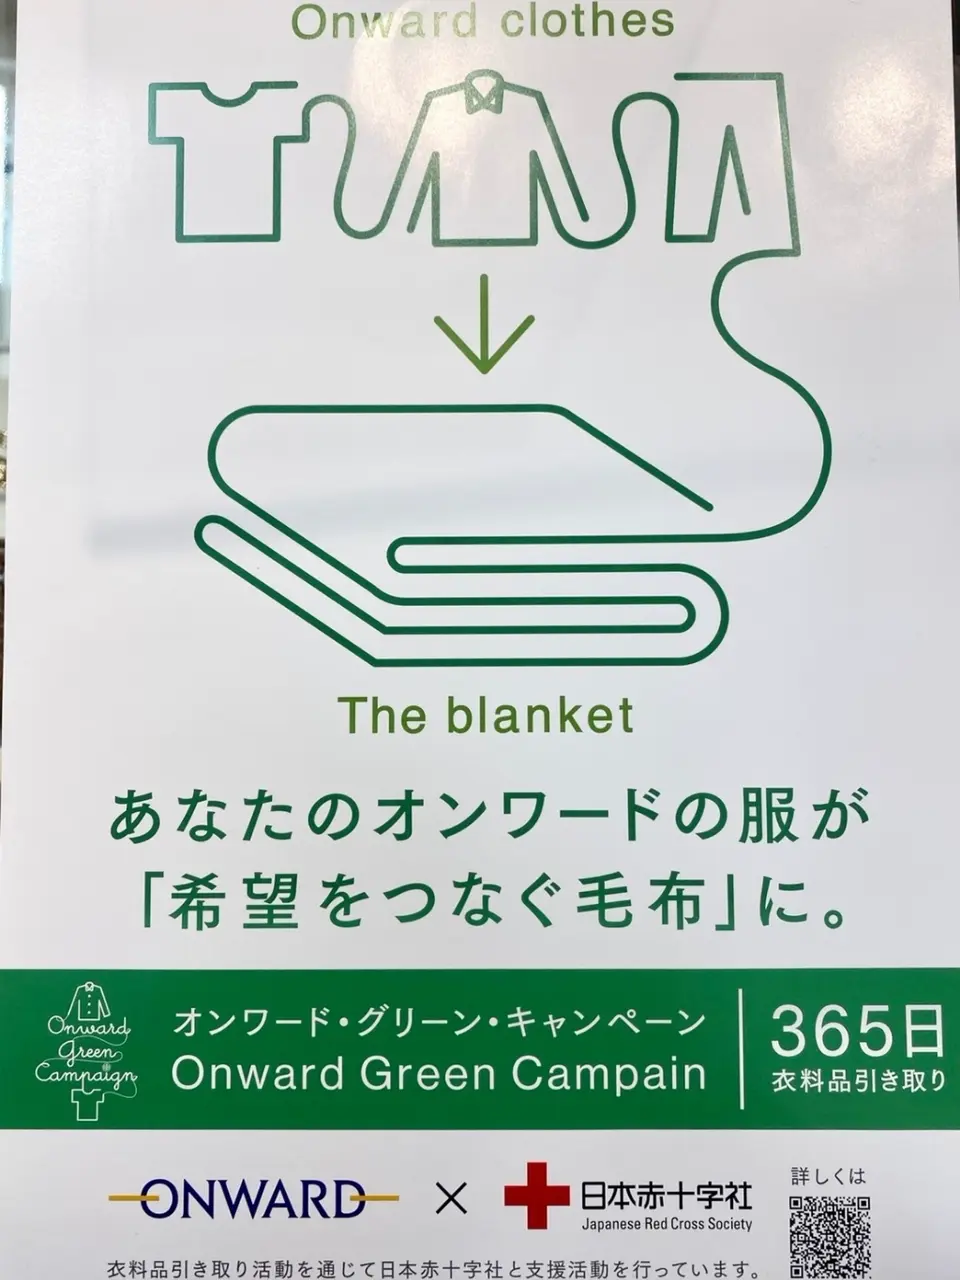 Onward clothes
The blanket
あなたのオンワードの服が
「希望をつなぐ毛布」に。
Onward
Green
Campaign
オンワード・グリーン・キャンペーン
Onward Green Campain
365日
衣料品引き取り
ONWARD × 日本赤十字社
Japanese Red Cross Society
詳しくは
衣料品引き取り活動を通じて日本赤十字社と支援活動を行っています。